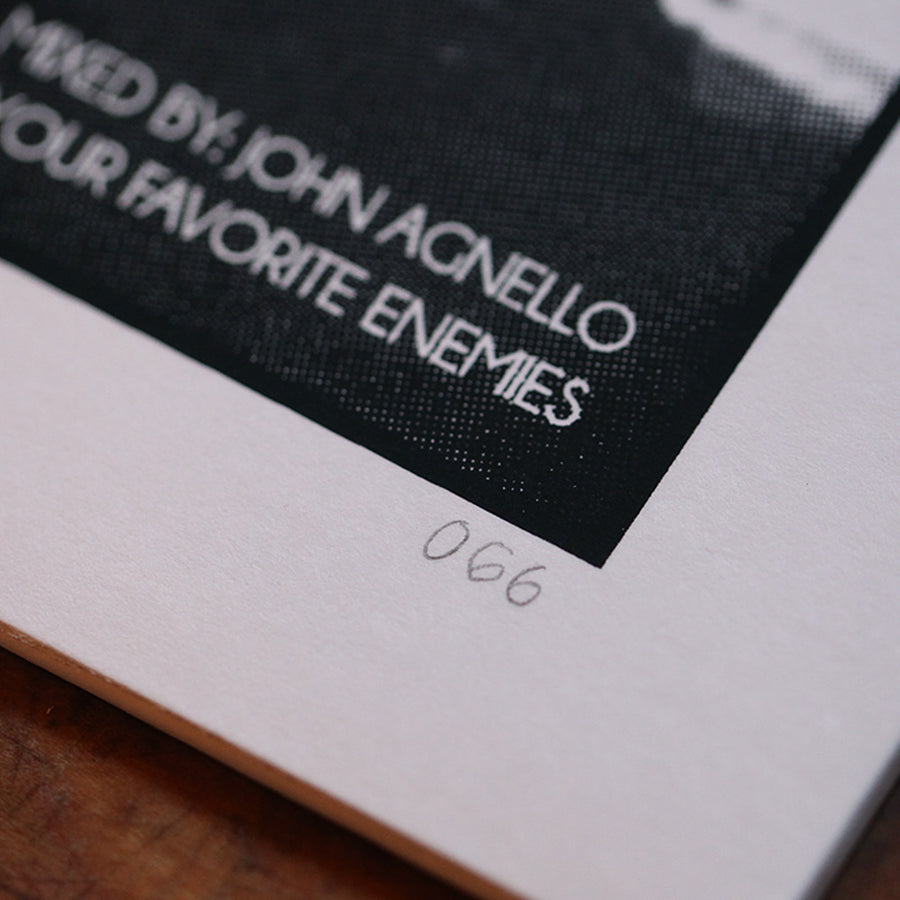 MIXED BY: JOHN AGNELLO
YOUR FAVORITE ENEMIES
066